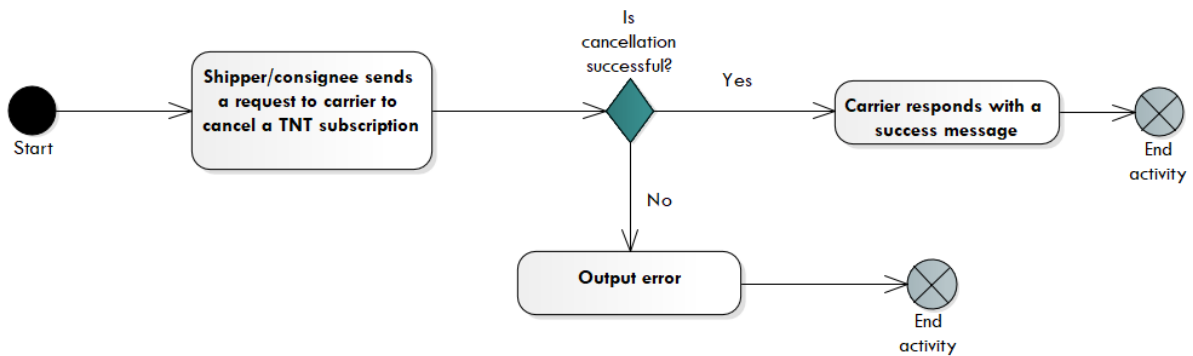 Start
Shipper/consignee sends
a request to carrier to
cancel a TNT subscription
Is
cancellation
successful?
Yes
Carrier responds with a
success message
End
activity
No
Output error
End
activity